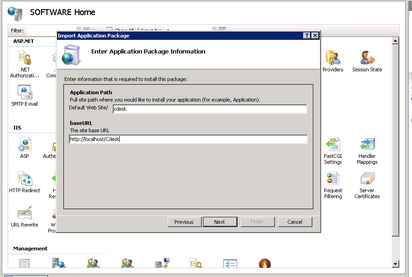 SOFTWARE Home
Filter:
ASP.NET
.NET
Authorizati...
SMTP E-mail
Providers
Session State
IIS
ASP
Authentic...
FastCGI
Settings
Handler
Mappings
HTTP Redirect
Request
Filtering
Server
Certificates
URL Rewrite
Management
Import Application Package
Enter Application Package Information
Enter information that is required to install this package:
Application Path
Full site path where you would like to install your application (for example, Application).
Default Web Site/
cdesk
baseURL
The site base URL
http://localhost/Cdesk
Previous
Next
Finish
Cancel